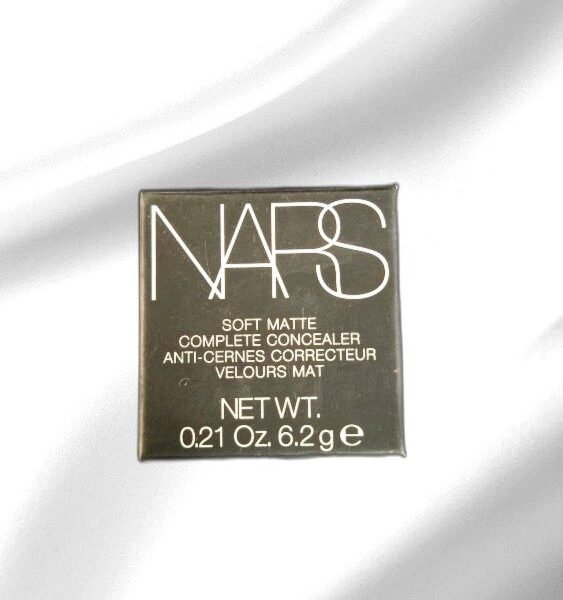 NARS
SOFT MATTE
COMPLETE CONCEALER
ANTI-CERNES CORRECTEUR
VELOURS MAT
NET WT.
0.21 Oz. 6.2 g ℮